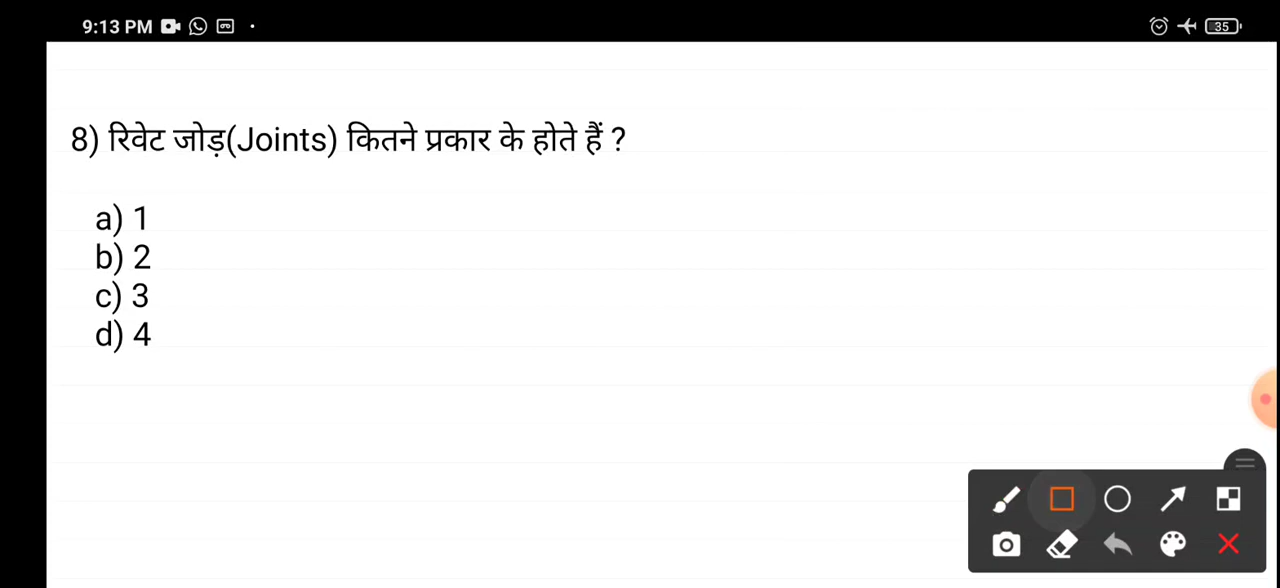 9:13 PM
35
8) रिवेट जोड़(Joints) कितने प्रकार के होते हैं ?
a) 1
b) 2
c) 3
d) 4